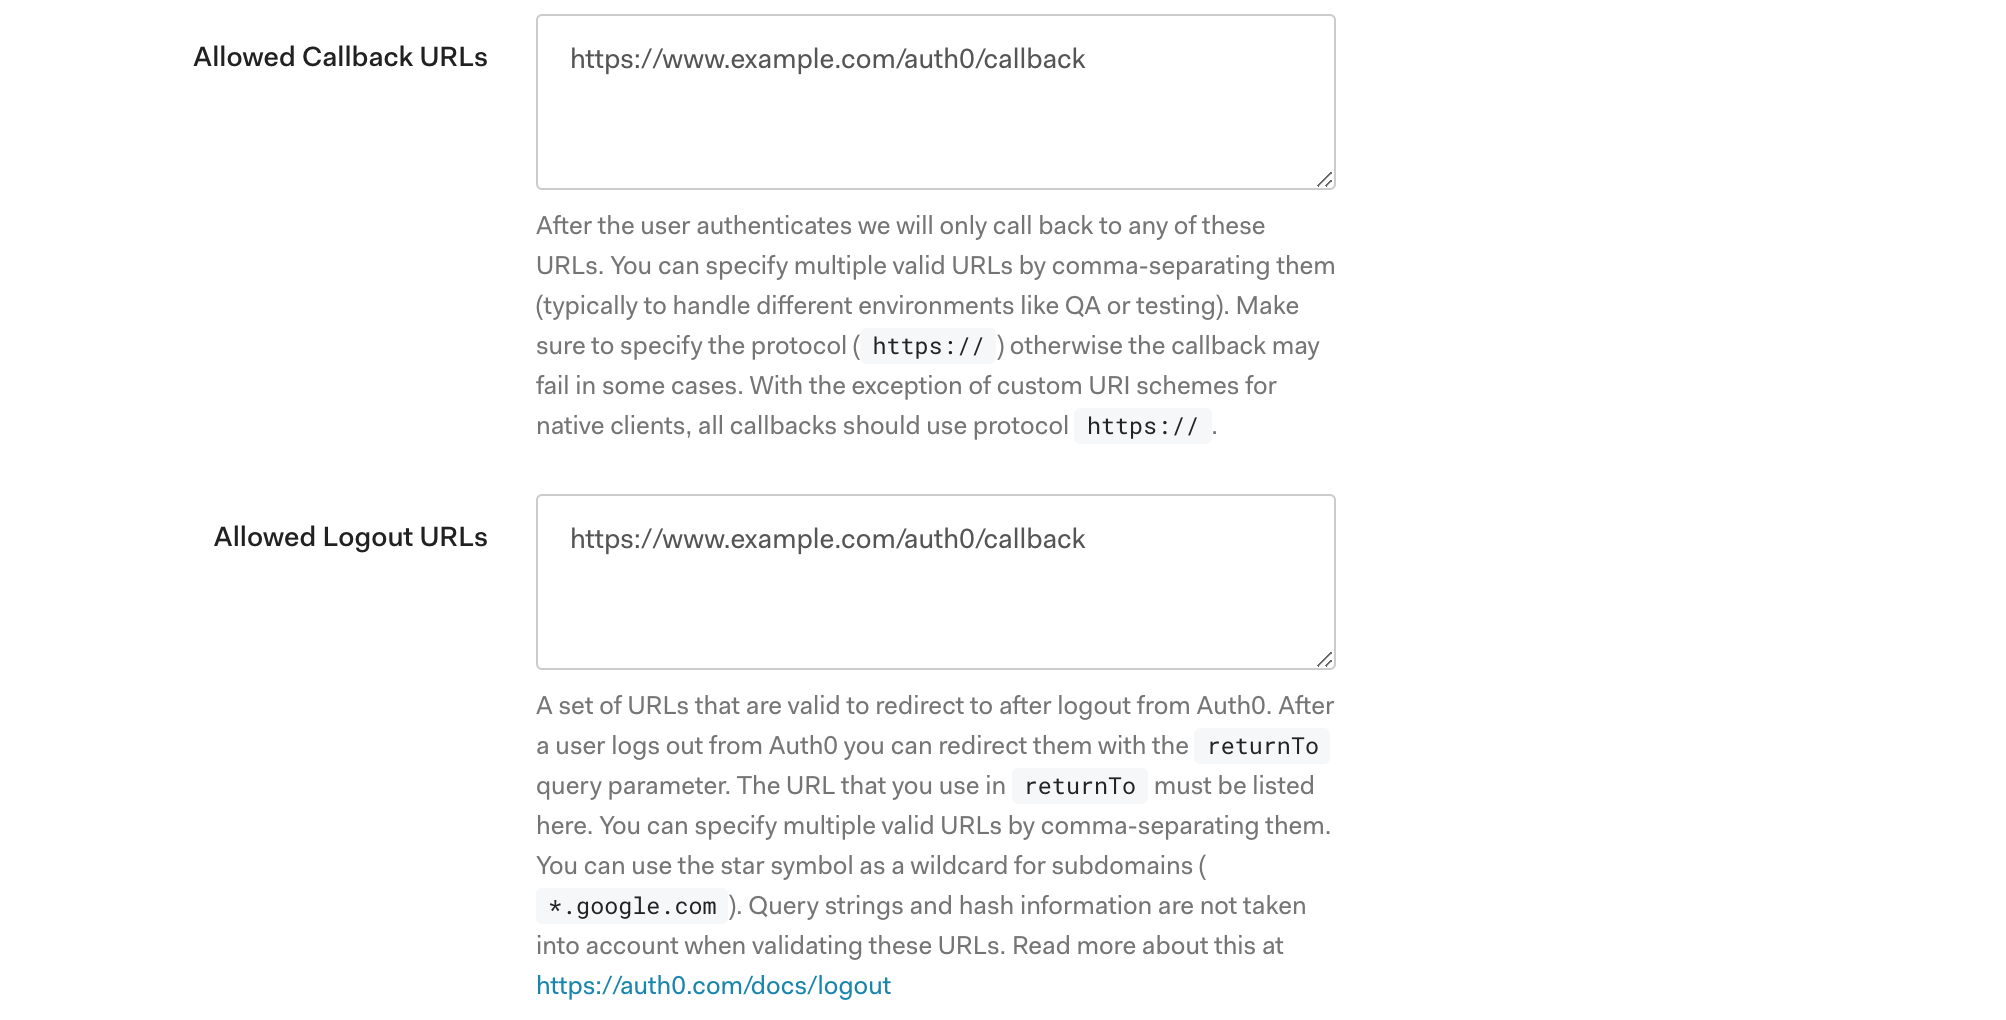 Allowed Callback URLs
https://www.example.com/auth0/callback
After the user authenticates we will only call back to any of these
URLs. You can specify multiple valid URLs by comma-separating them
(typically to handle different environments like QA or testing). Make
sure to specify the protocol ( https:// ) otherwise the callback may
fail in some cases. With the exception of custom URI schemes for
native clients, all callbacks should use protocol https:// .
Allowed Logout URLs
https://www.example.com/auth0/callback
A set of URLs that are valid to redirect to after logout from Auth0. After
a user logs out from Auth0 you can redirect them with the returnTo
query parameter. The URL that you use in returnTo must be listed
here. You can specify multiple valid URLs by comma-separating them.
You can use the star symbol as a wildcard for subdomains (
*.google.com ). Query strings and hash information are not taken
into account when validating these URLs. Read more about this at
https://auth0.com/docs/logout